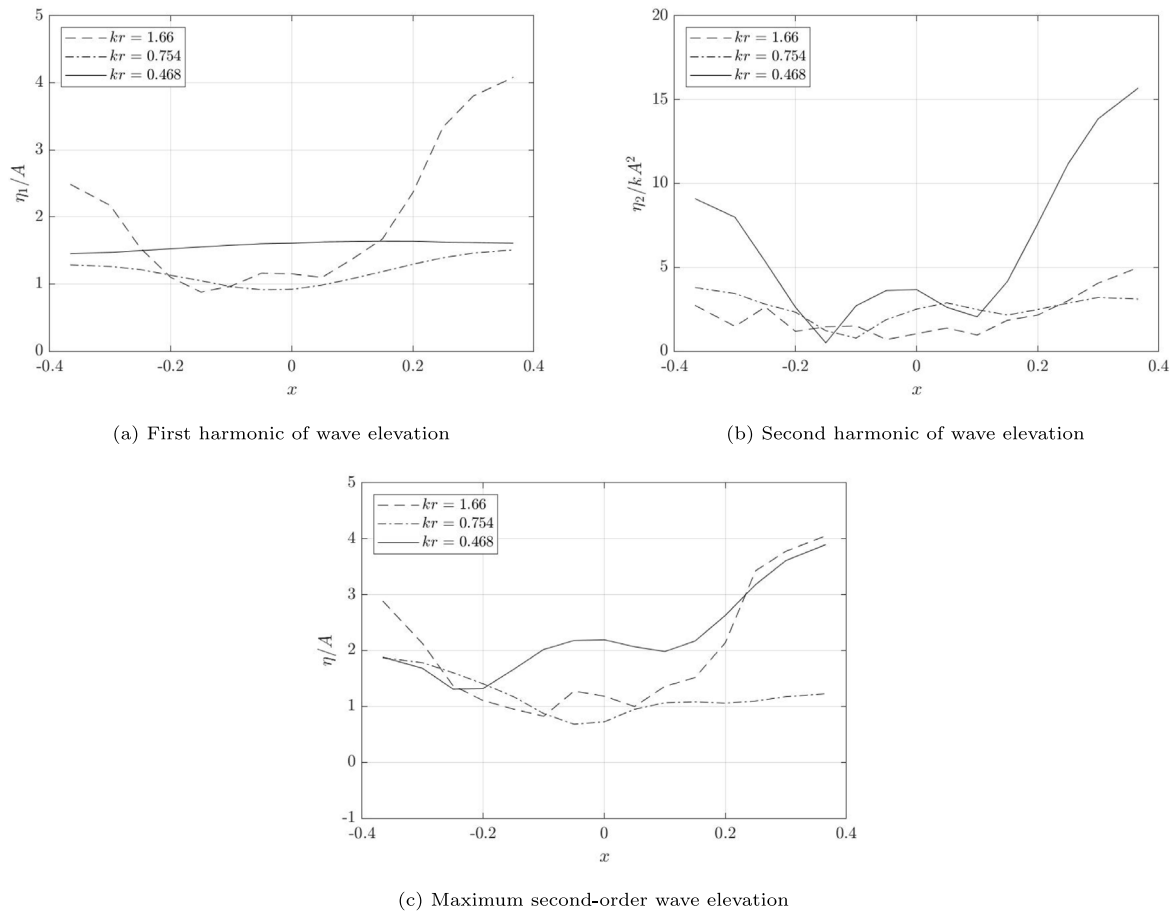 5
4
3
2
1
0
η₁/A
kr = 1.66
kr = 0.754
kr = 0.468
-0.4
-0.2
0
0.2
0.4
x
(a) First harmonic of wave elevation
20
15
10
5
0
η₂/kA²
kr = 1.66
kr = 0.754
kr = 0.468
-0.4
-0.2
0
0.2
0.4
x
(b) Second harmonic of wave elevation
5
4
3
2
1
0
-1
η/A
kr = 1.66
kr = 0.754
kr = 0.468
-0.4
-0.2
0
0.2
0.4
x
(c) Maximum second-order wave elevation